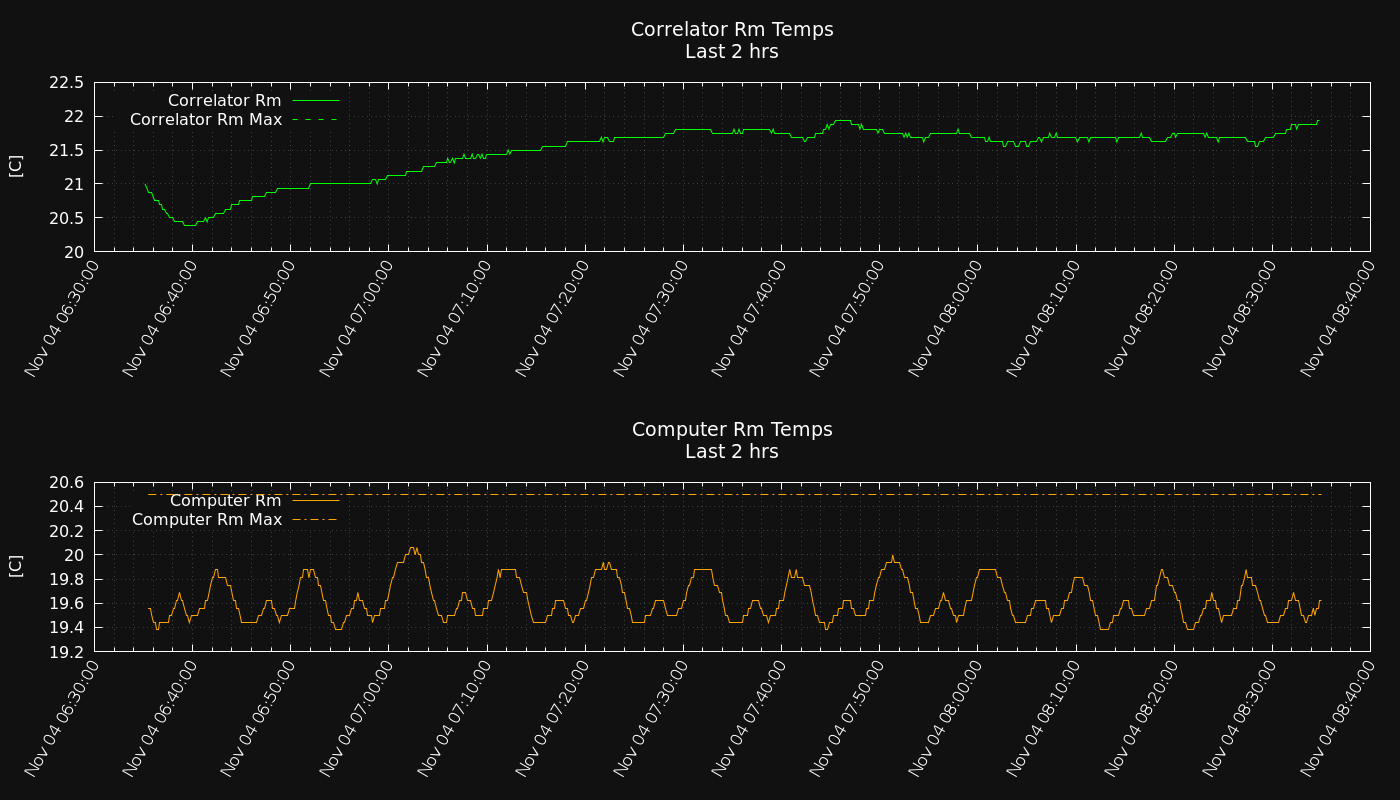 Correlator Rm Temps
Last 2 hrs
22.5
22
21.5
21
20.5
20
[C]
Correlator Rm
Correlator Rm Max
Nov 04 06:30:00
Nov 04 06:40:00
Nov 04 06:50:00
Nov 04 07:00:00
Nov 04 07:10:00
Nov 04 07:20:00
Nov 04 07:30:00
Nov 04 07:40:00
Nov 04 07:50:00
Nov 04 08:00:00
Nov 04 08:10:00
Nov 04 08:20:00
Nov 04 08:30:00
Nov 04 08:40:00
Computer Rm Temps
Last 2 hrs
20.6
20.4
20.2
20
19.8
19.6
19.4
19.2
[C]
Computer Rm
Computer Rm Max
Nov 04 06:30:00
Nov 04 06:40:00
Nov 04 06:50:00
Nov 04 07:00:00
Nov 04 07:10:00
Nov 04 07:20:00
Nov 04 07:30:00
Nov 04 07:40:00
Nov 04 07:50:00
Nov 04 08:00:00
Nov 04 08:10:00
Nov 04 08:20:00
Nov 04 08:30:00
Nov 04 08:40:00